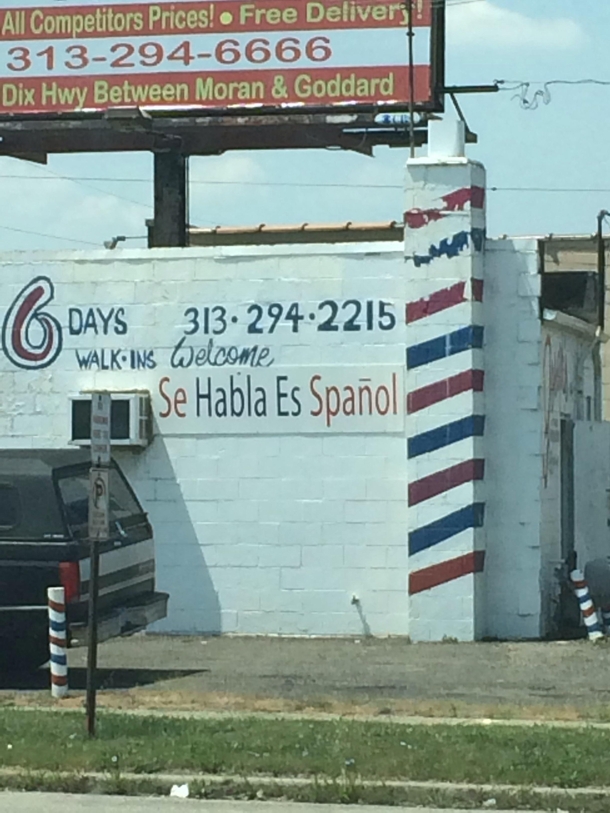 All Competitors Prices! • Free Delivery!
313-294-6666
Dix Hwy Between Moran & Goddard
6 DAYS 313·294·2215
WALK·INS Welcome
Se Habla Es Spañol